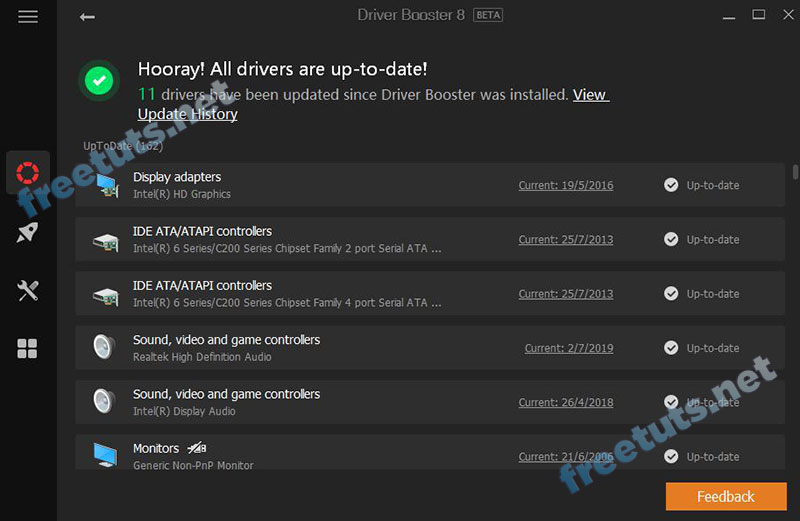 Driver Booster 8 BETA
Hooray! All drivers are up-to-date!
11 drivers have been updated since Driver Booster was installed. View
Update History
UpToDate (162)
Display adapters
Intel(R) HD Graphics
Current: 19/5/2016
Up-to-date
IDE ATA/ATAPI controllers
Intel(R) 6 Series/C200 Series Chipset Family 2 port Serial ATA ...
Current: 25/7/2013
Up-to-date
IDE ATA/ATAPI controllers
Intel(R) 6 Series/C200 Series Chipset Family 4 port Serial ATA ...
Current: 25/7/2013
Up-to-date
Sound, video and game controllers
Realtek High Definition Audio
Current: 2/7/2019
Up-to-date
Sound, video and game controllers
Intel(R) Display Audio
Current: 26/4/2018
Up-to-date
Monitors
Generic Non-PnP Monitor
Current: 21/6/2006
Up-to-date
Feedback
freetuts.net
freetuts.net